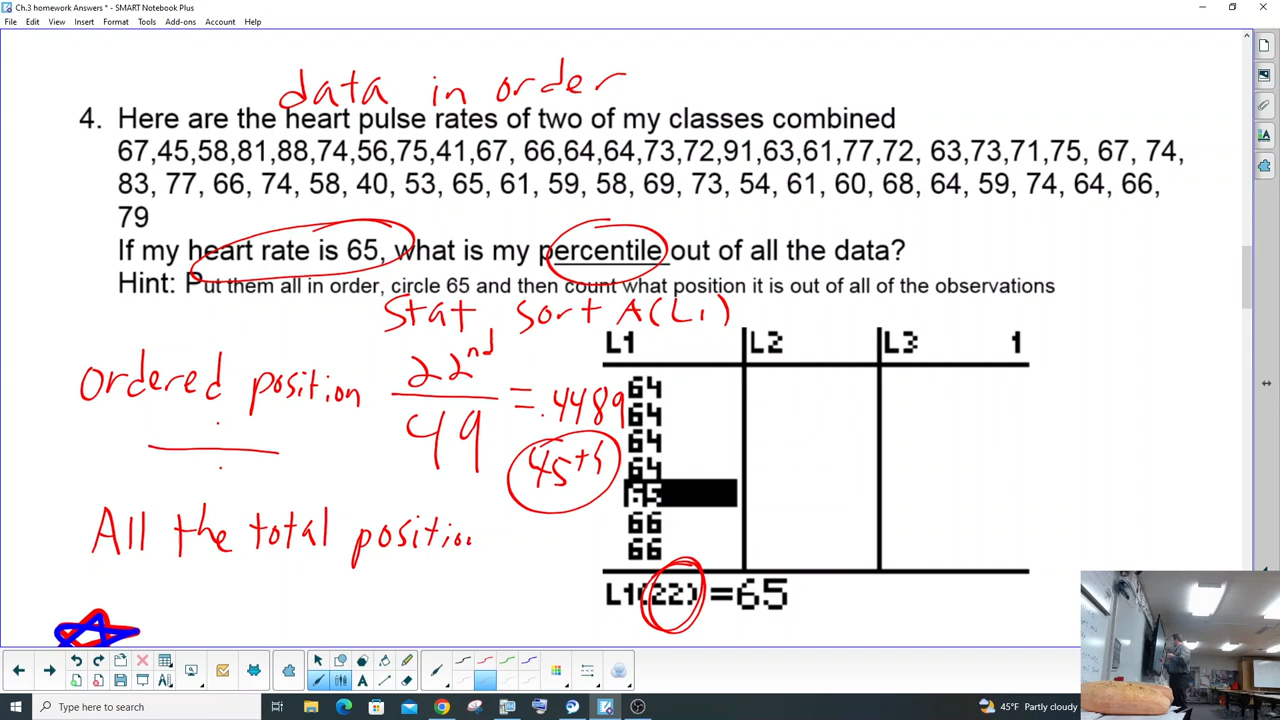 Ch.3 homework Answers * - SMART Notebook Plus
File Edit View Insert Format Tools Add-ons Account Help
data in order
4. Here are the heart pulse rates of two of my classes combined
67,45,58,81,88,74,56,75,41,67, 66,64,64,73,72,91,63,61,77,72, 63,73,71,75, 67, 74,
83, 77, 66, 74, 58, 40, 53, 65, 61, 59, 58, 69, 73, 54, 61, 60, 68, 64, 59, 74, 64, 66,
79
If my heart rate is 65, what is my percentile out of all the data?
Hint: Put them all in order, circle 65 and then count what position it is out of all of the observations
Stat sort A(L1)
Ordered position 22nd
49
= .4489
45th
All the total position
L1 L2 L3 1
64
64
64
64
65
66
66
L1(22)=65
Type here to search
45°F Partly cloudy